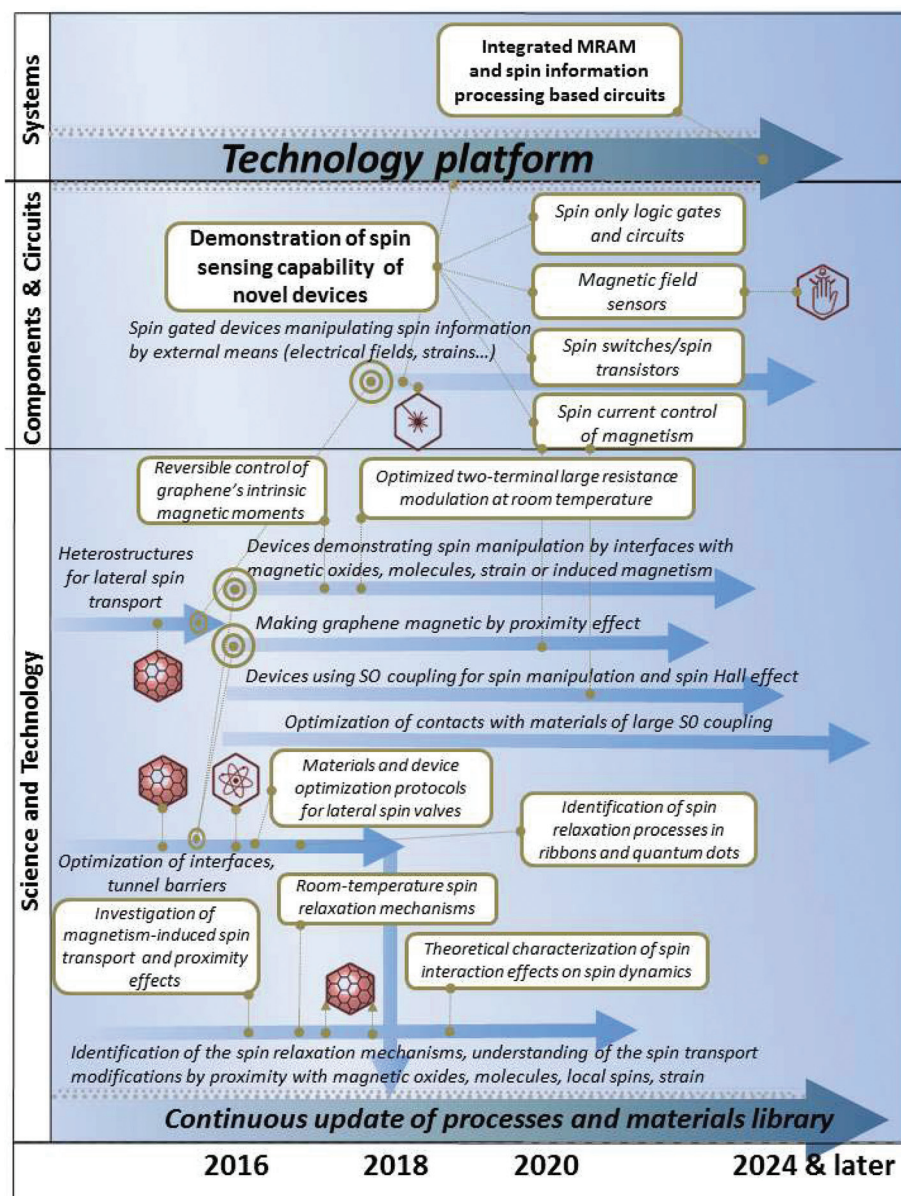 Systems
Integrated MRAM
and spin information
processing based circuits
Technology platform
Components & Circuits
Demonstration of spin
sensing capability of
novel devices
Spin only logic gates
and circuits
Magnetic field
sensors
Spin gated devices manipulating spin information
by external means (electrical fields, strains...)
Spin switches/spin
transistors
Spin current control
of magnetism
Science and Technology
Reversible control of
graphene's intrinsic
magnetic moments
Optimized two-terminal large resistance
modulation at room temperature
Heterostructures
for lateral spin
transport
Devices demonstrating spin manipulation by interfaces with
magnetic oxides, molecules, strain or induced magnetism
Making graphene magnetic by proximity effect
Devices using SO coupling for spin manipulation and spin Hall effect
Optimization of contacts with materials of large SO coupling
Materials and device
optimization protocols
for lateral spin valves
Identification of spin
relaxation processes in
ribbons and quantum dots
Optimization of interfaces,
tunnel barriers
Room-temperature spin
relaxation mechanisms
Investigation of
magnetism-induced spin
transport and proximity
effects
Theoretical characterization of spin
interaction effects on spin dynamics
Identification of the spin relaxation mechanisms, understanding of the spin transport
modifications by proximity with magnetic oxides, molecules, local spins, strain
Continuous update of processes and materials library
2016 2018 2020 2024 & later